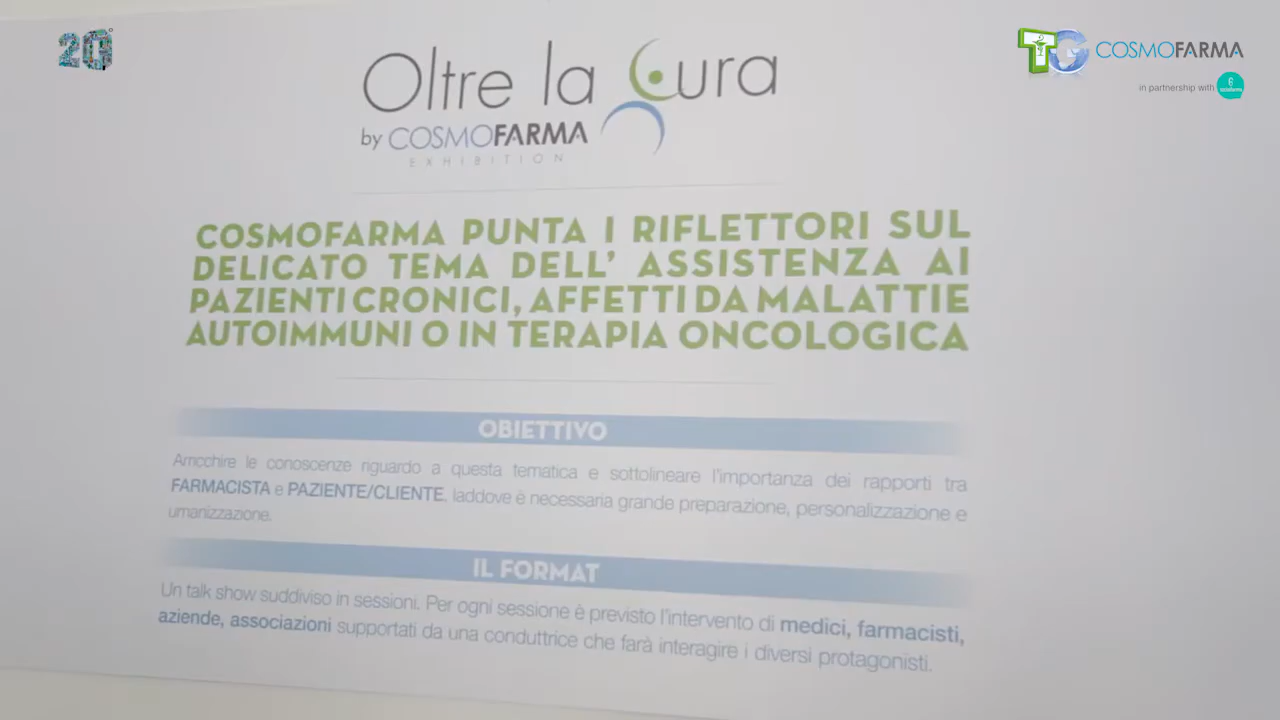 20°
TG COSMOFARMA
in partnership with
Oltre la Cura
by COSMOFARMA
EXHIBITION
COSMOFARMA PUNTA I RIFLETTORI SUL
DELICATO TEMA DELL' ASSISTENZA AI
PAZIENTI CRONICI, AFFETTI DA MALATTIE
AUTOIMMUNI O IN TERAPIA ONCOLOGICA
OBIETTIVO
Arricchire le conoscenze riguardo a questa tematica e sottolineare l'importanza dei rapporti tra
FARMACISTA e PAZIENTE/CLIENTE, laddove è necessaria grande preparazione, personalizzazione e
umanizzazione.
IL FORMAT
Un talk show suddiviso in sessioni. Per ogni sessione è previsto l'intervento di medici, farmacisti,
aziende, associazioni supportati da una conduttrice che farà interagire i diversi protagonisti.